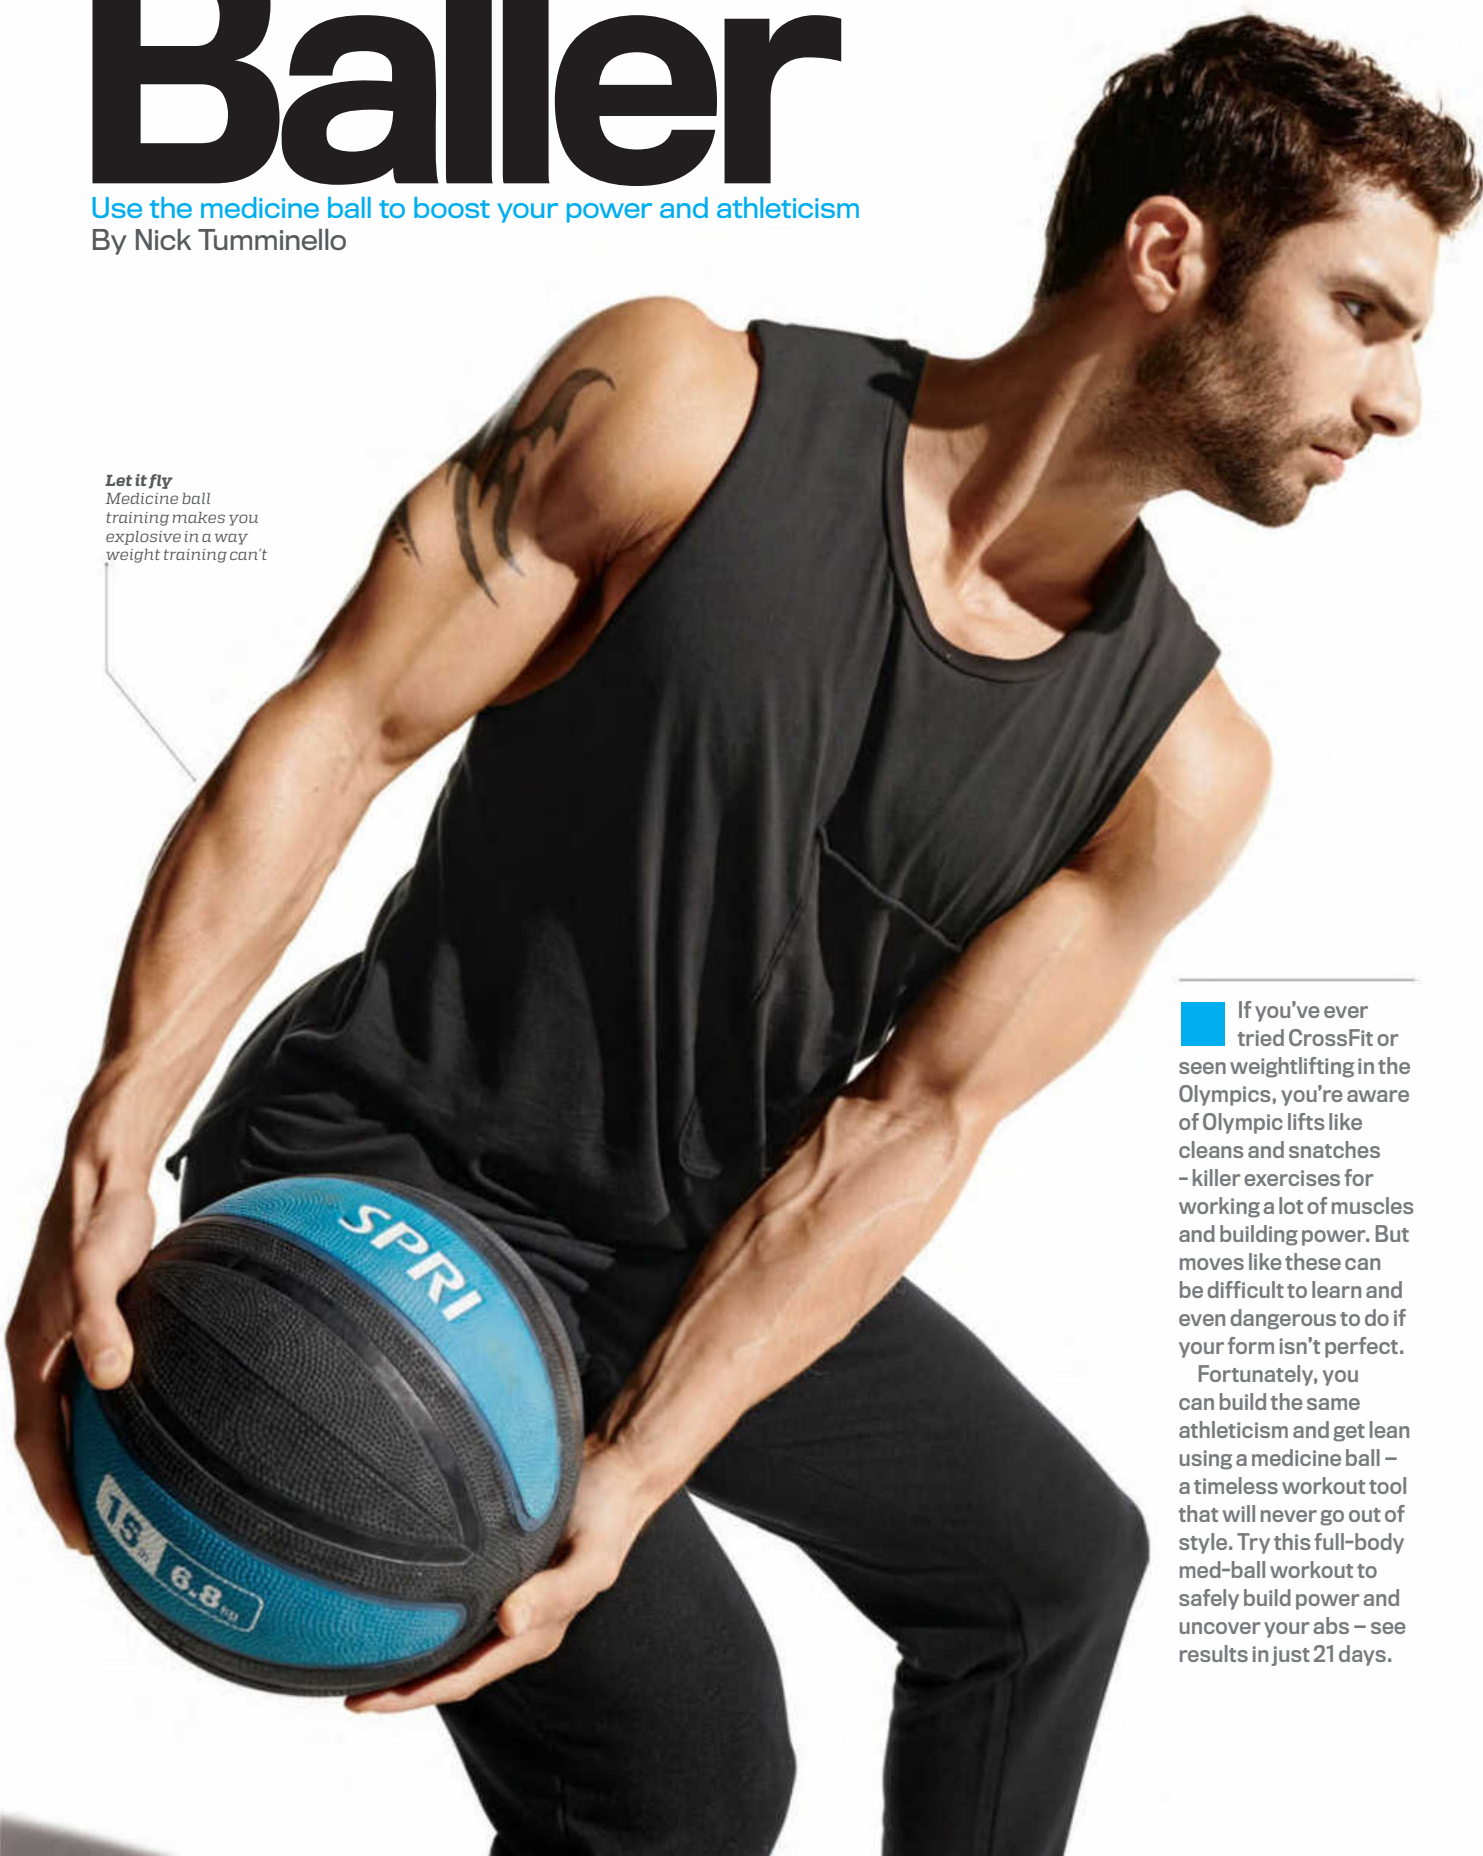 Baller
Use the medicine ball to boost your power and athleticism
By Nick Tumminello
Let it fly
Medicine ball
training makes you
explosive in a way
weight training can't
SPRI
15 lb
6.8 kg
If you've ever
tried CrossFit or
seen weightlifting in the
Olympics, you're aware
of Olympic lifts like
cleans and snatches
– killer exercises for
working a lot of muscles
and building power. But
moves like these can
be difficult to learn and
even dangerous to do if
your form isn't perfect.
Fortunately, you
can build the same
athleticism and get lean
using a medicine ball –
a timeless workout tool
that will never go out of
style. Try this full-body
med-ball workout to
safely build power and
uncover your abs – see
results in just 21 days.